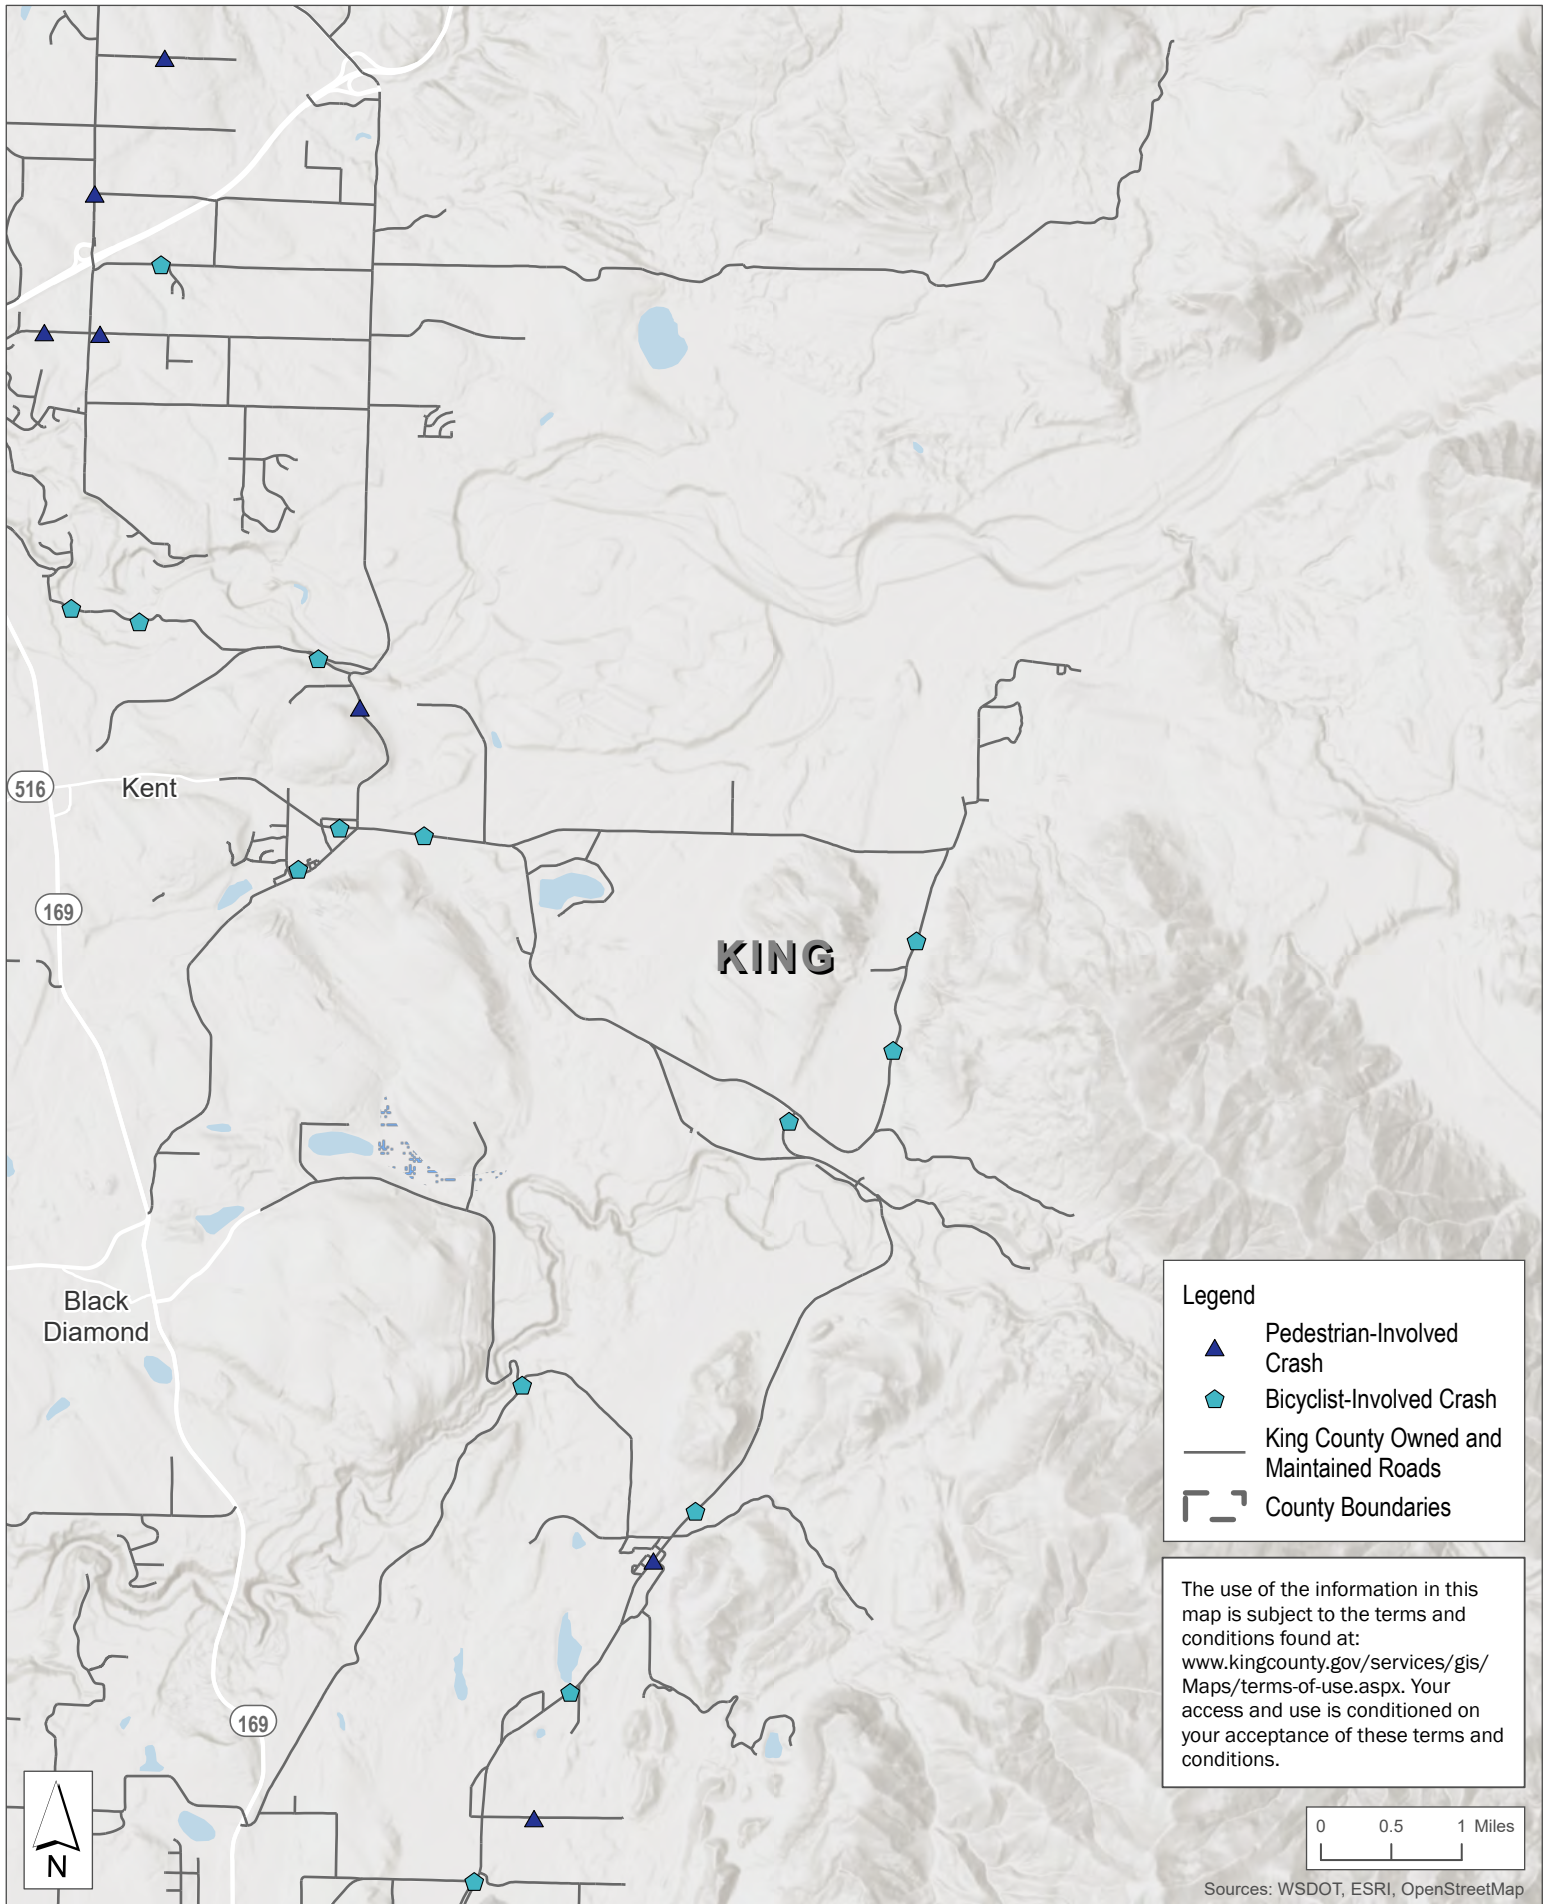 516
Kent
169
KING
Black
Diamond
169
N
Legend
Pedestrian-Involved
Crash
Bicyclist-Involved Crash
King County Owned and
Maintained Roads
County Boundaries
The use of the information in this
map is subject to the terms and
conditions found at:
www.kingcounty.gov/services/gis/
Maps/terms-of-use.aspx. Your
access and use is conditioned on
your acceptance of these terms and
conditions.
0 0.5 1 Miles
Sources: WSDOT, ESRI, OpenStreetMap